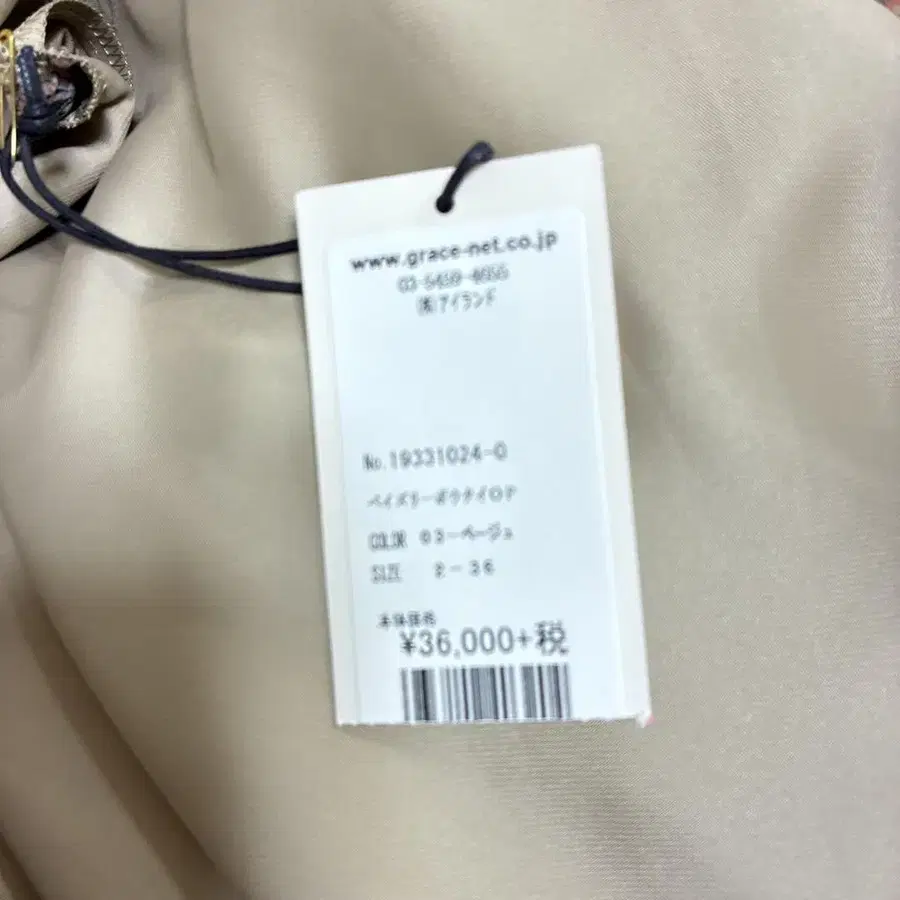 www.grace-net.co.jp
03-5459-8055
(株)アイランド
No.19331024-0
ペイズリーボウタイOP
COLOR 03-ベージュ
SIZE 2-36
本体価格
¥36,000+税